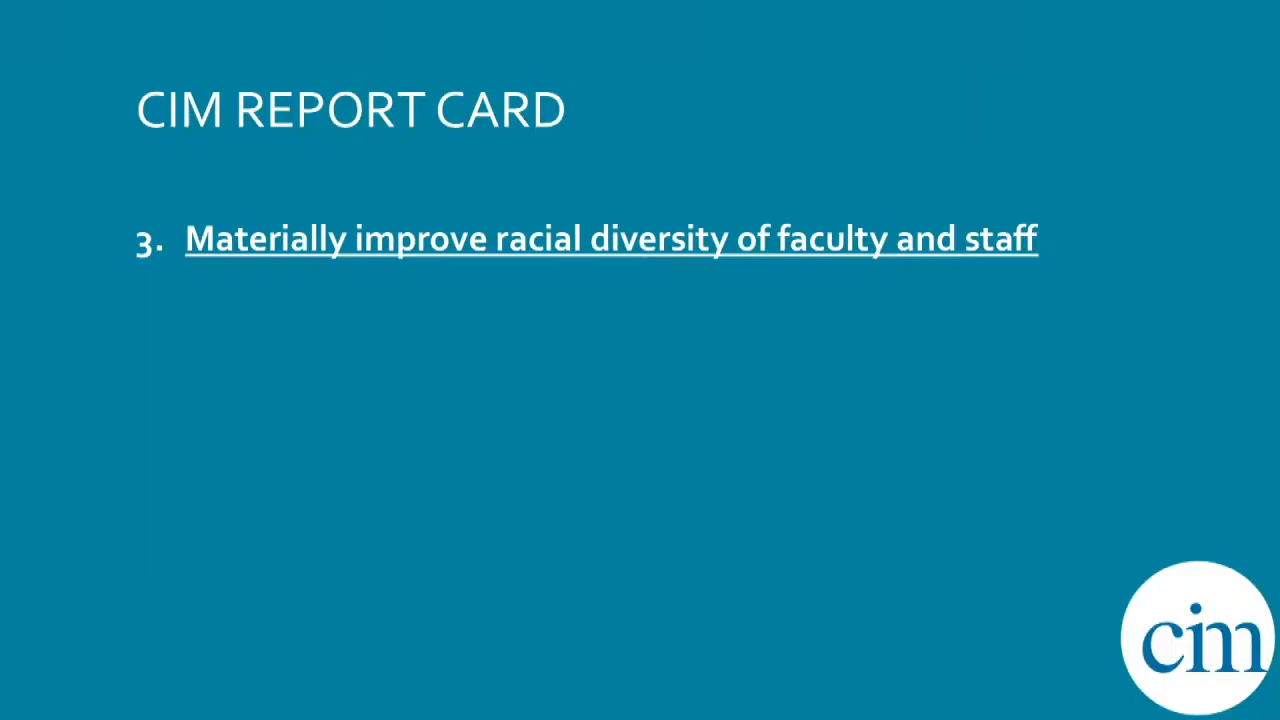 CIM REPORT CARD
3. Materially improve racial diversity of faculty and staff
cim